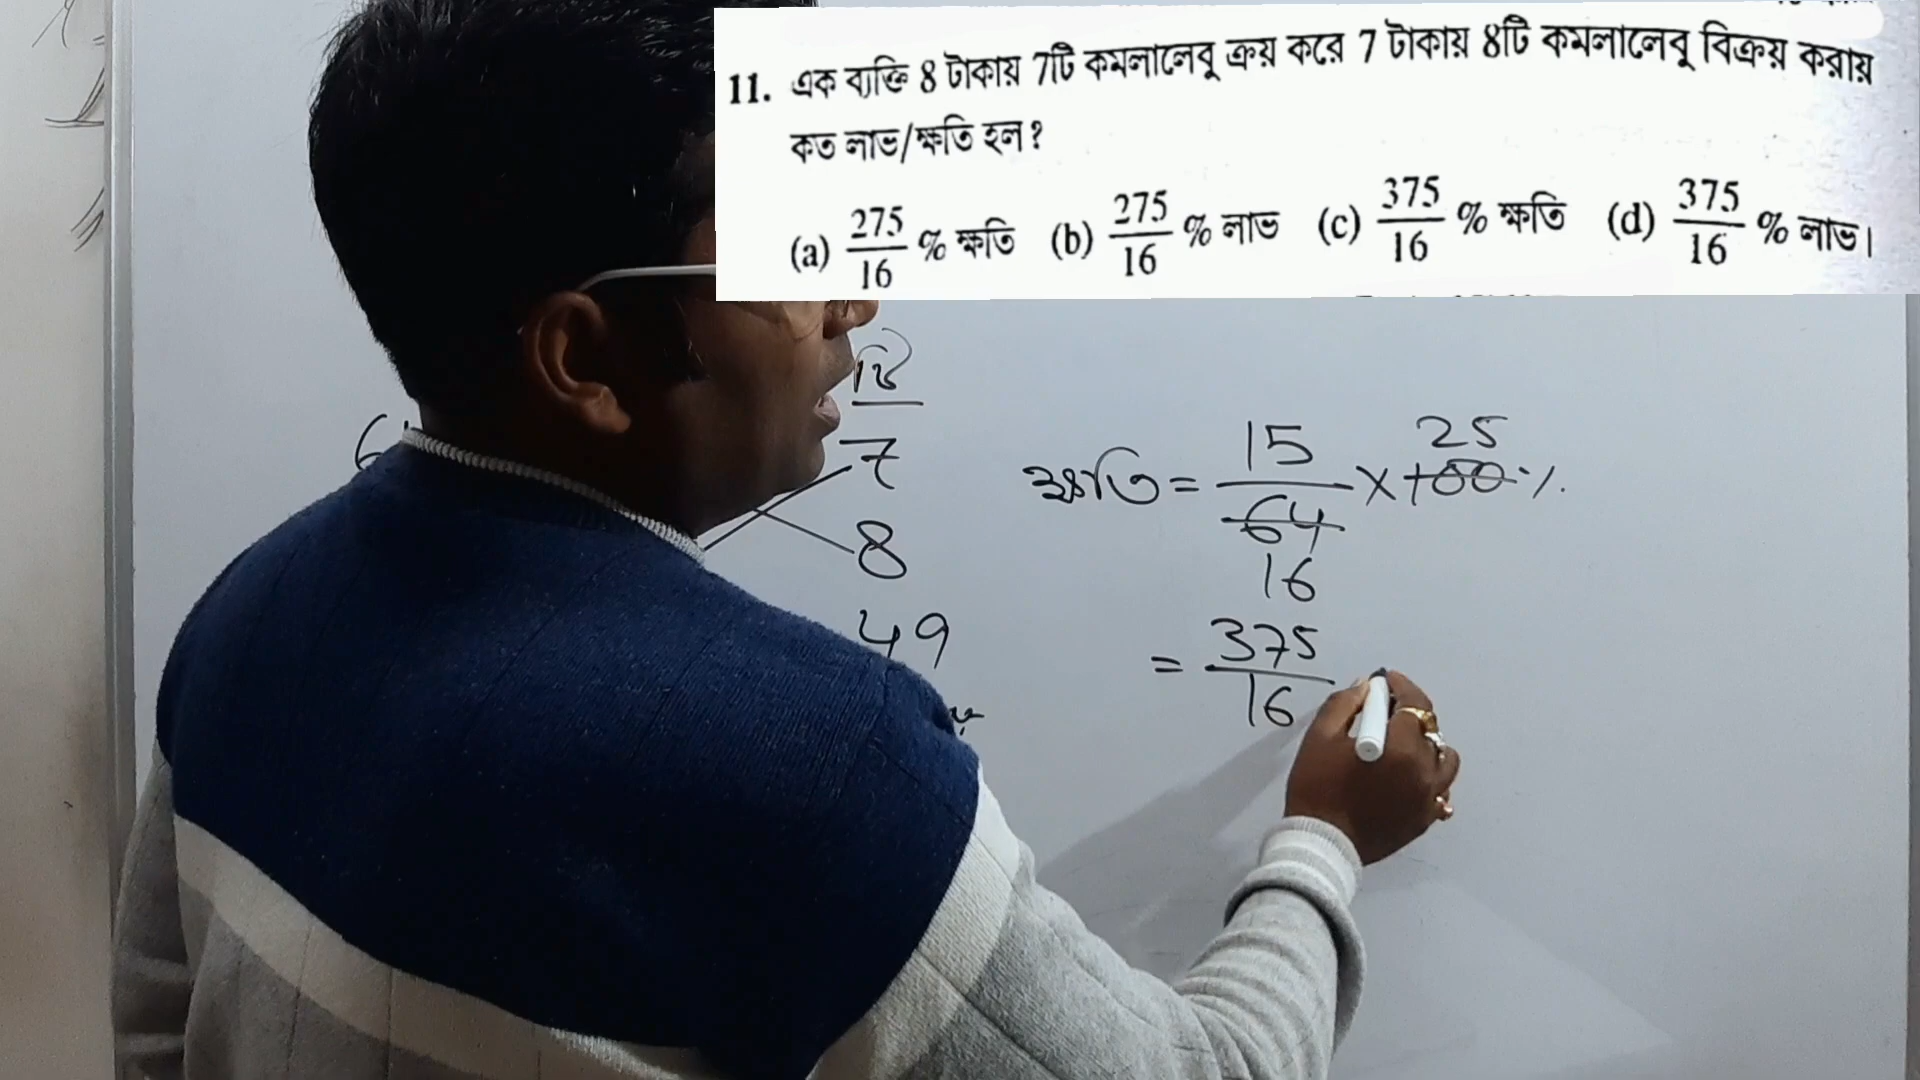 11. এক ব্যক্তি 8 টাকায় 7টি কমলালেবু ক্রয় করে 7 টাকায় 8টি কমলালেবু বিক্রয় করায়
কত লাভ/ক্ষতি হল?
(a) 275/16 % ক্ষতি (b) 275/16 % লাভ (c) 375/16 % ক্ষতি (d) 375/16 % লাভ।
টি
7
8
49
ক্ষতি = 15/64 × 100 %
25
16
= 375/16